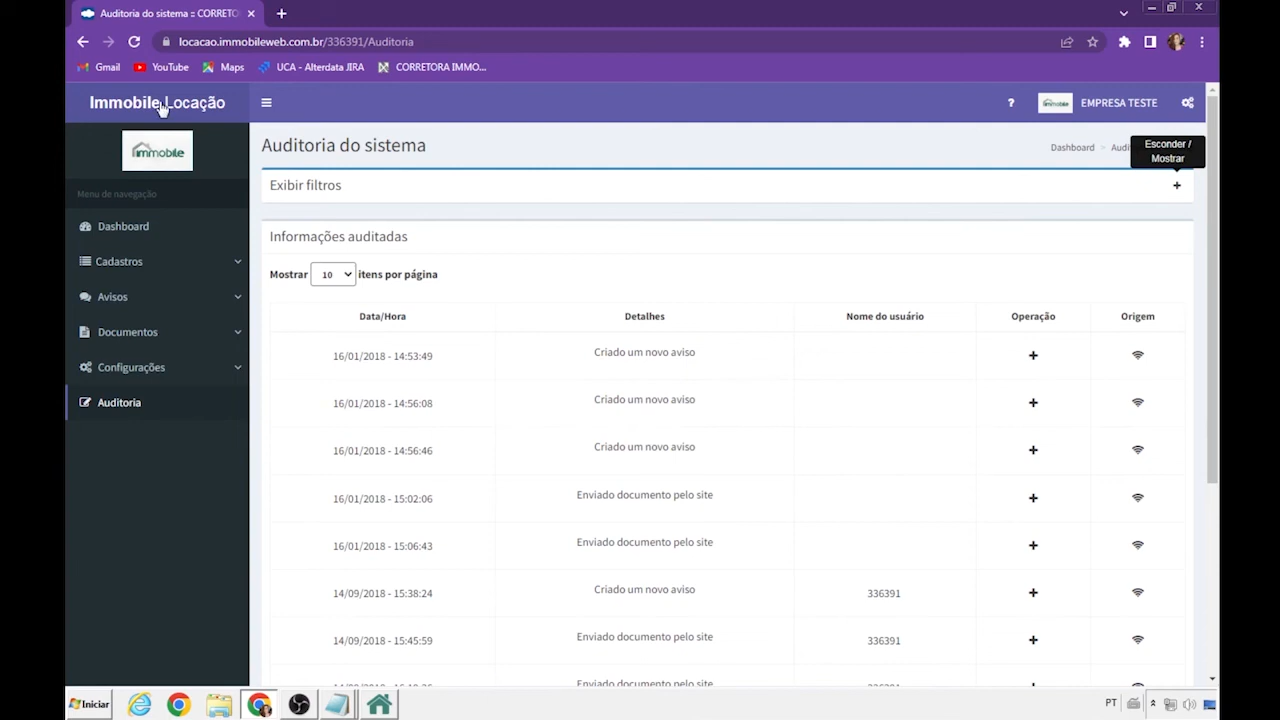 Auditoria do sistema :: CORRETO
locacao.immobileweb.com.br/336391/Auditoria
Gmail YouTube Maps UCA - Alterdata JIRA CORRETORA IMMO...
Immobile Locação
? immobile EMPRESA TESTE
immobile
Menu de navegação
Dashboard
Cadastros
Avisos
Documentos
Configurações
Auditoria
Auditoria do sistema
Dashboard > Audi
Esconder /
Mostrar
Exibir filtros +
Informações auditadas
Mostrar 10 itens por página
Data/Hora Detalhes Nome do usuário Operação Origem
16/01/2018 - 14:53:49 Criado um novo aviso
16/01/2018 - 14:56:08 Criado um novo aviso
16/01/2018 - 14:56:46 Criado um novo aviso
16/01/2018 - 15:02:06 Enviado documento pelo site
16/01/2018 - 15:06:43 Enviado documento pelo site
14/09/2018 - 15:38:24 Criado um novo aviso 336391
14/09/2018 - 15:45:59 Enviado documento pelo site 336391
Enviado documento pelo site 336391
Iniciar
PT